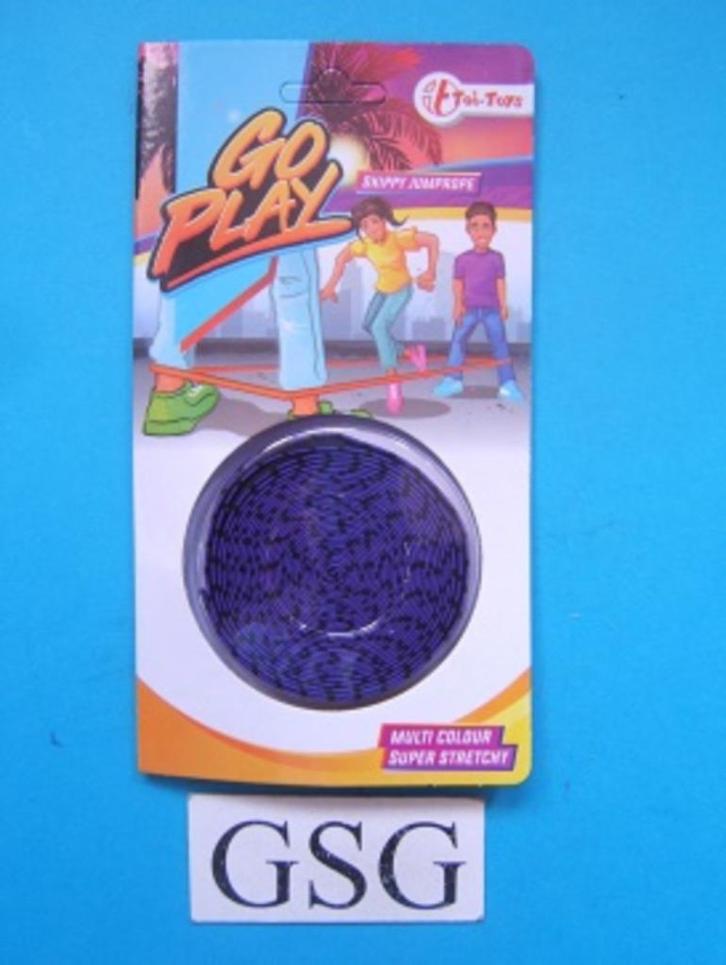 Toi-Toys
GO
PLAY
SKIPPY JUMPROPE
MULTI COLOUR
SUPER STRETCHY
GSG